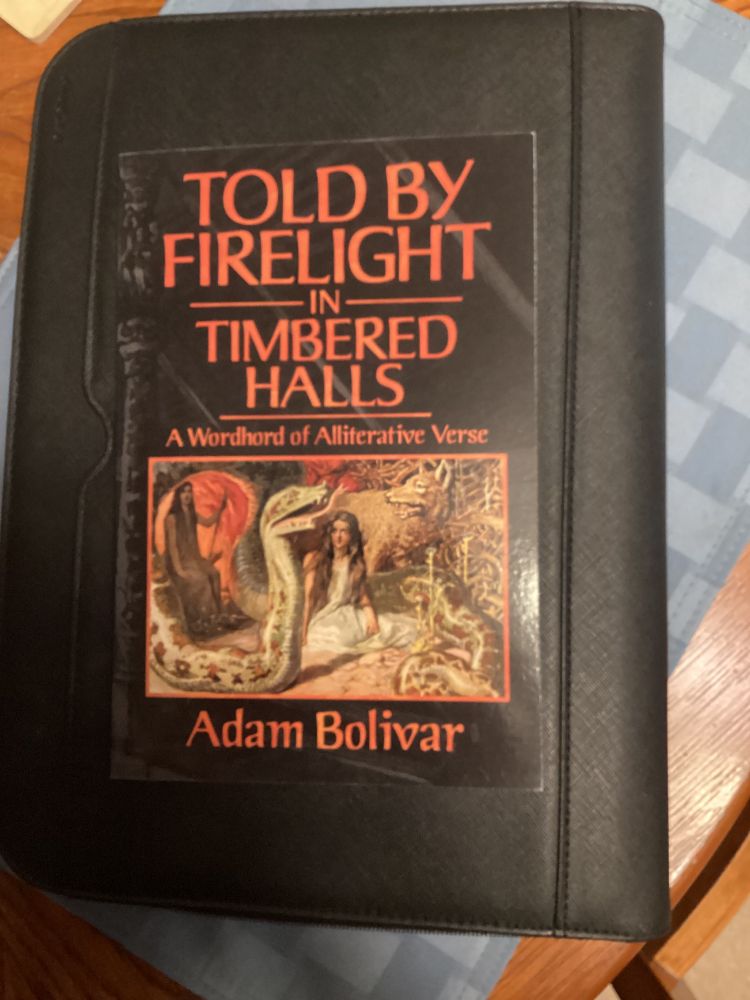 TOLD BY
FIRELIGHT
IN
TIMBERED
HALLS
A Wordhord of Alliterative Verse
Adam Bolivar